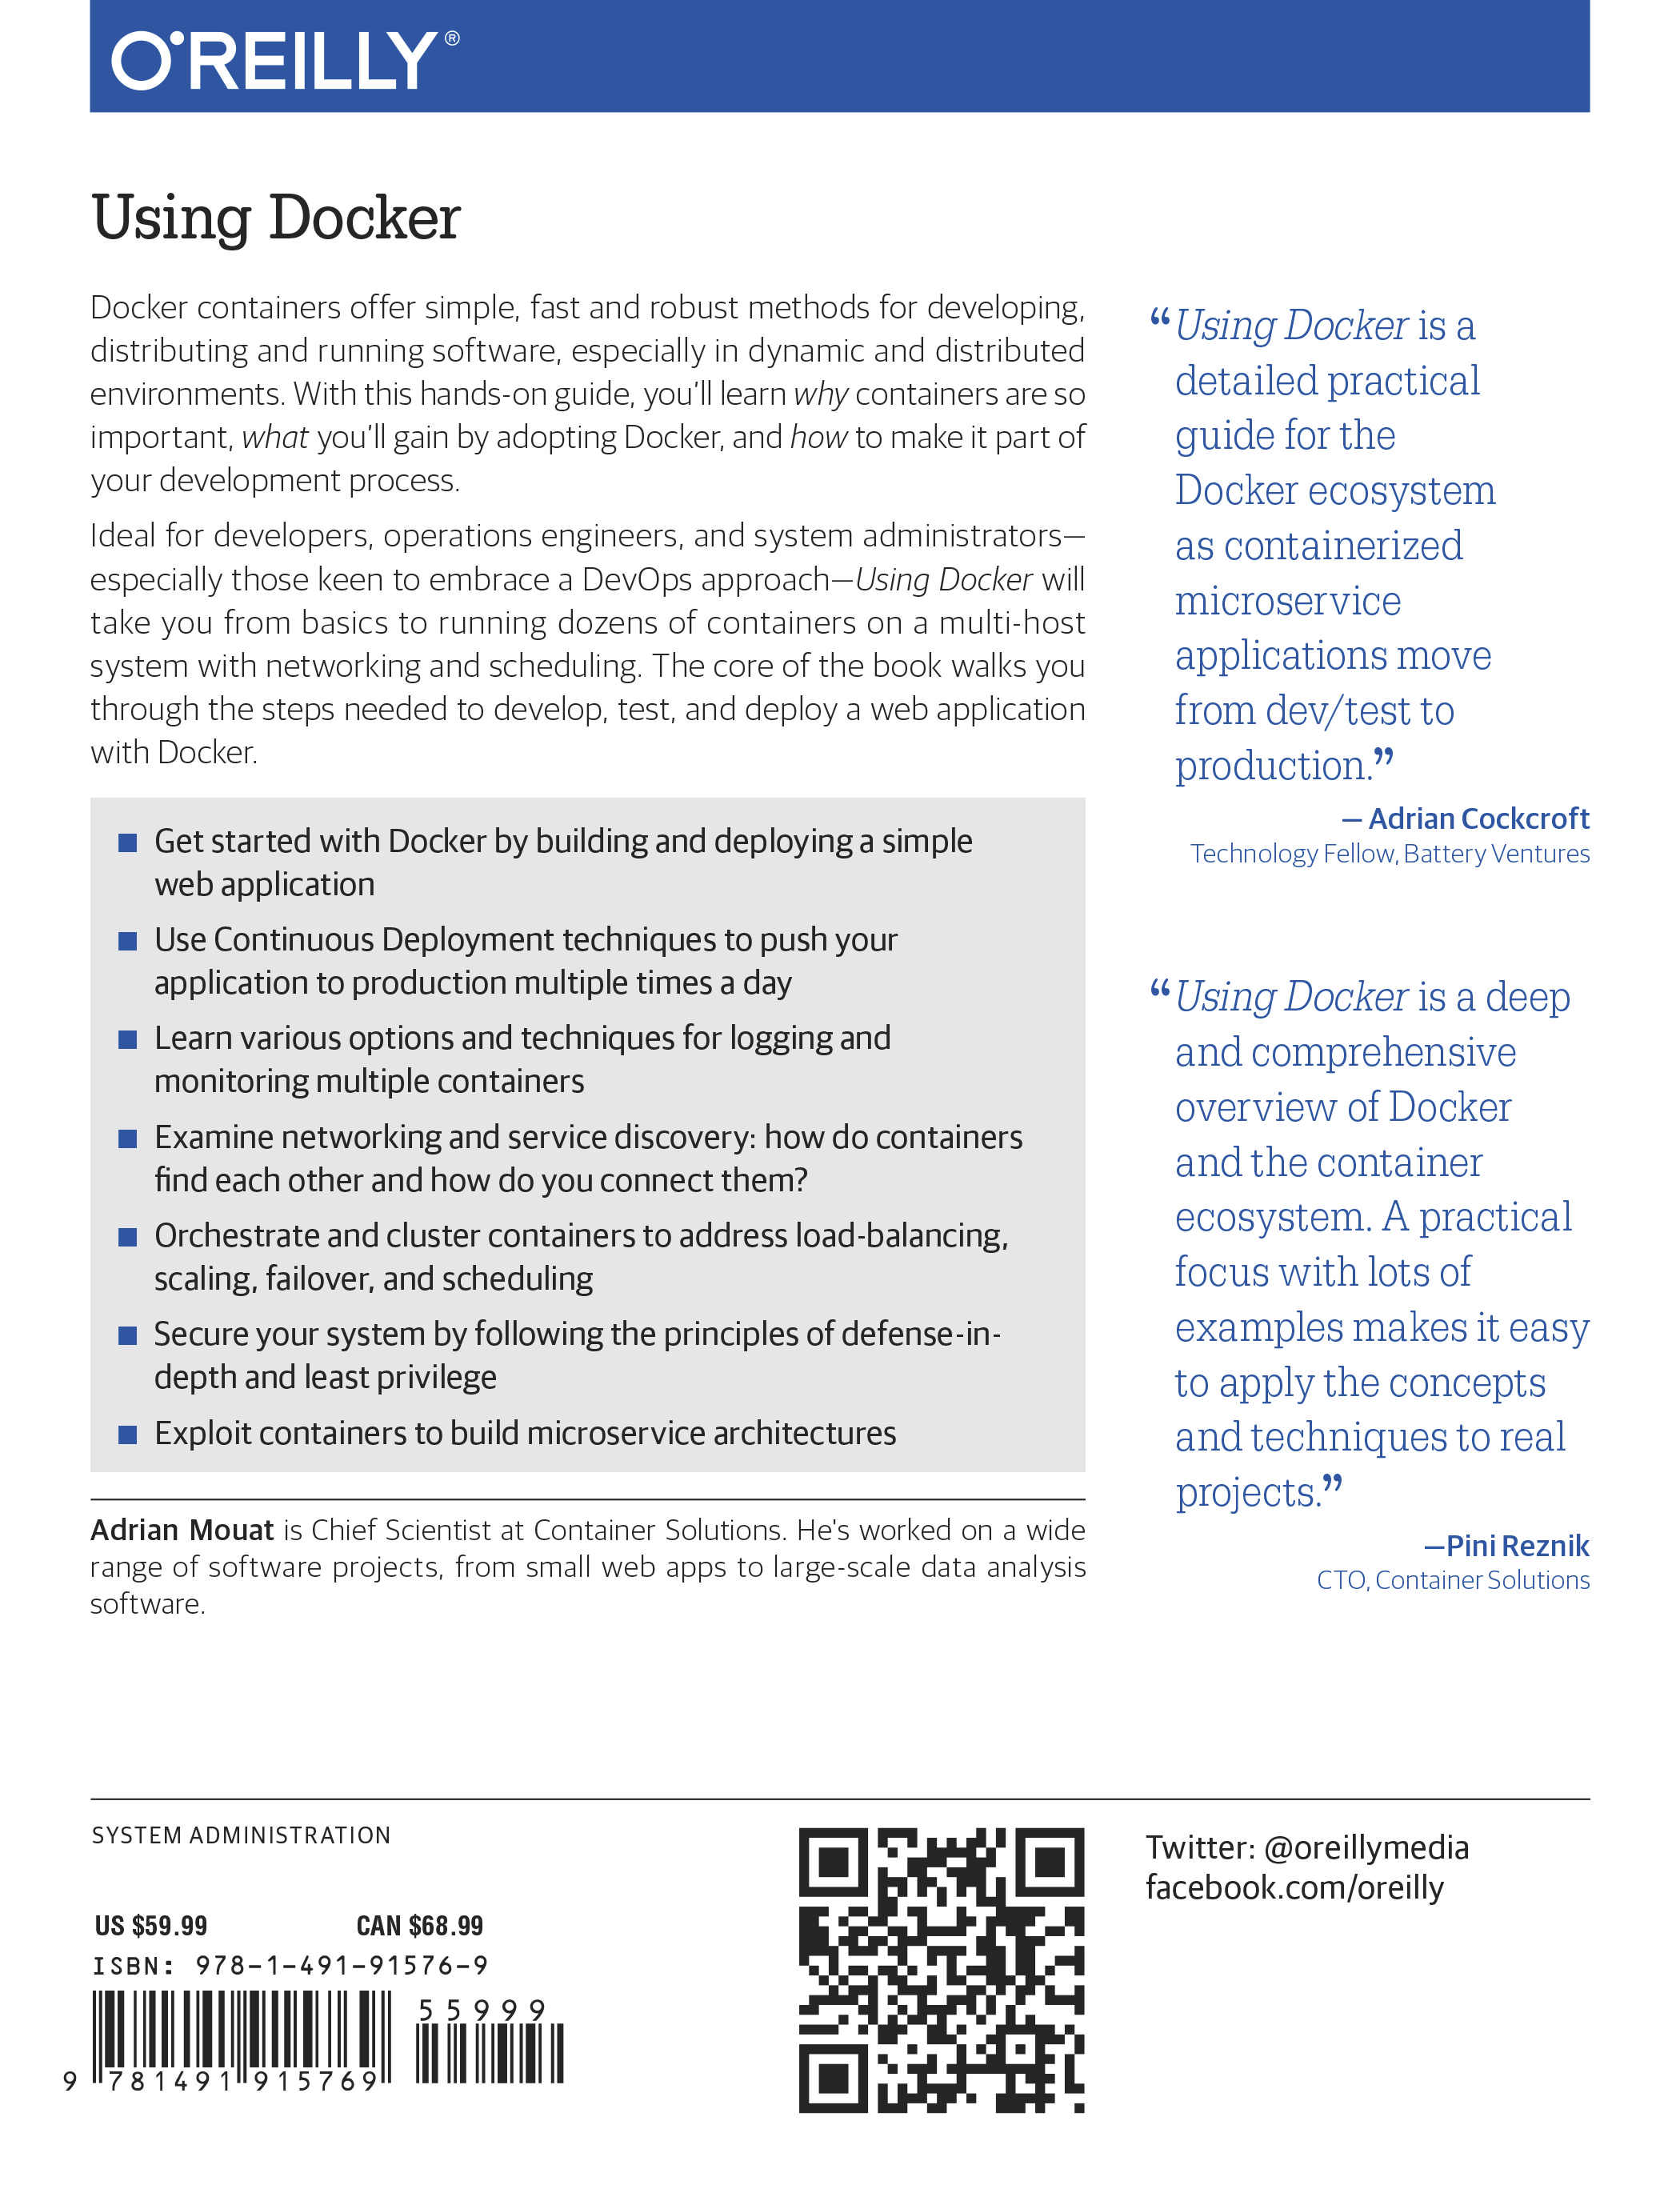 O'REILLY®
Using Docker
Docker containers offer simple, fast and robust methods for developing,
distributing and running software, especially in dynamic and distributed
environments. With this hands-on guide, you'll learn why containers are so
important, what you'll gain by adopting Docker, and how to make it part of
your development process.
Ideal for developers, operations engineers, and system administrators—
especially those keen to embrace a DevOps approach—Using Docker will
take you from basics to running dozens of containers on a multi-host
system with networking and scheduling. The core of the book walks you
through the steps needed to develop, test, and deploy a web application
with Docker.
■ Get started with Docker by building and deploying a simple
web application
■ Use Continuous Deployment techniques to push your
application to production multiple times a day
■ Learn various options and techniques for logging and
monitoring multiple containers
■ Examine networking and service discovery: how do containers
find each other and how do you connect them?
■ Orchestrate and cluster containers to address load-balancing,
scaling, failover, and scheduling
■ Secure your system by following the principles of defense-in-
depth and least privilege
■ Exploit containers to build microservice architectures
Adrian Mouat is Chief Scientist at Container Solutions. He's worked on a wide
range of software projects, from small web apps to large-scale data analysis
software.
“Using Docker is a
detailed practical
guide for the
Docker ecosystem
as containerized
microservice
applications move
from dev/test to
production.”
— Adrian Cockcroft
Technology Fellow, Battery Ventures
“Using Docker is a deep
and comprehensive
overview of Docker
and the container
ecosystem. A practical
focus with lots of
examples makes it easy
to apply the concepts
and techniques to real
projects.”
—Pini Reznik
CTO, Container Solutions
SYSTEM ADMINISTRATION
US $59.99 CAN $68.99
ISBN: 978-1-491-91576-9
55999
9 781491 915769
Twitter: @oreillymedia
facebook.com/oreilly